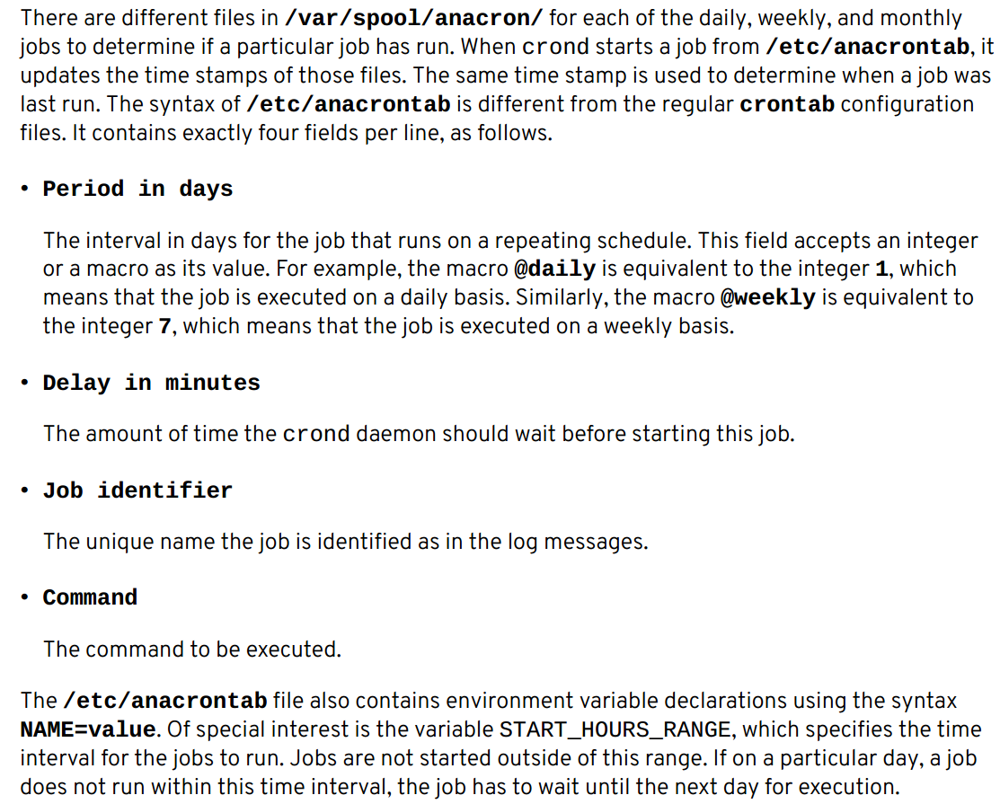 There are different files in /var/spool/anacron/ for each of the daily, weekly, and monthly
jobs to determine if a particular job has run. When crond starts a job from /etc/anacrontab, it
updates the time stamps of those files. The same time stamp is used to determine when a job was
last run. The syntax of /etc/anacrontab is different from the regular crontab configuration
files. It contains exactly four fields per line, as follows.
• Period in days
The interval in days for the job that runs on a repeating schedule. This field accepts an integer
or a macro as its value. For example, the macro @daily is equivalent to the integer 1, which
means that the job is executed on a daily basis. Similarly, the macro @weekly is equivalent to
the integer 7, which means that the job is executed on a weekly basis.
• Delay in minutes
The amount of time the crond daemon should wait before starting this job.
• Job identifier
The unique name the job is identified as in the log messages.
• Command
The command to be executed.
The /etc/anacrontab file also contains environment variable declarations using the syntax
NAME=value. Of special interest is the variable START_HOURS_RANGE, which specifies the time
interval for the jobs to run. Jobs are not started outside of this range. If on a particular day, a job
does not run within this time interval, the job has to wait until the next day for execution.